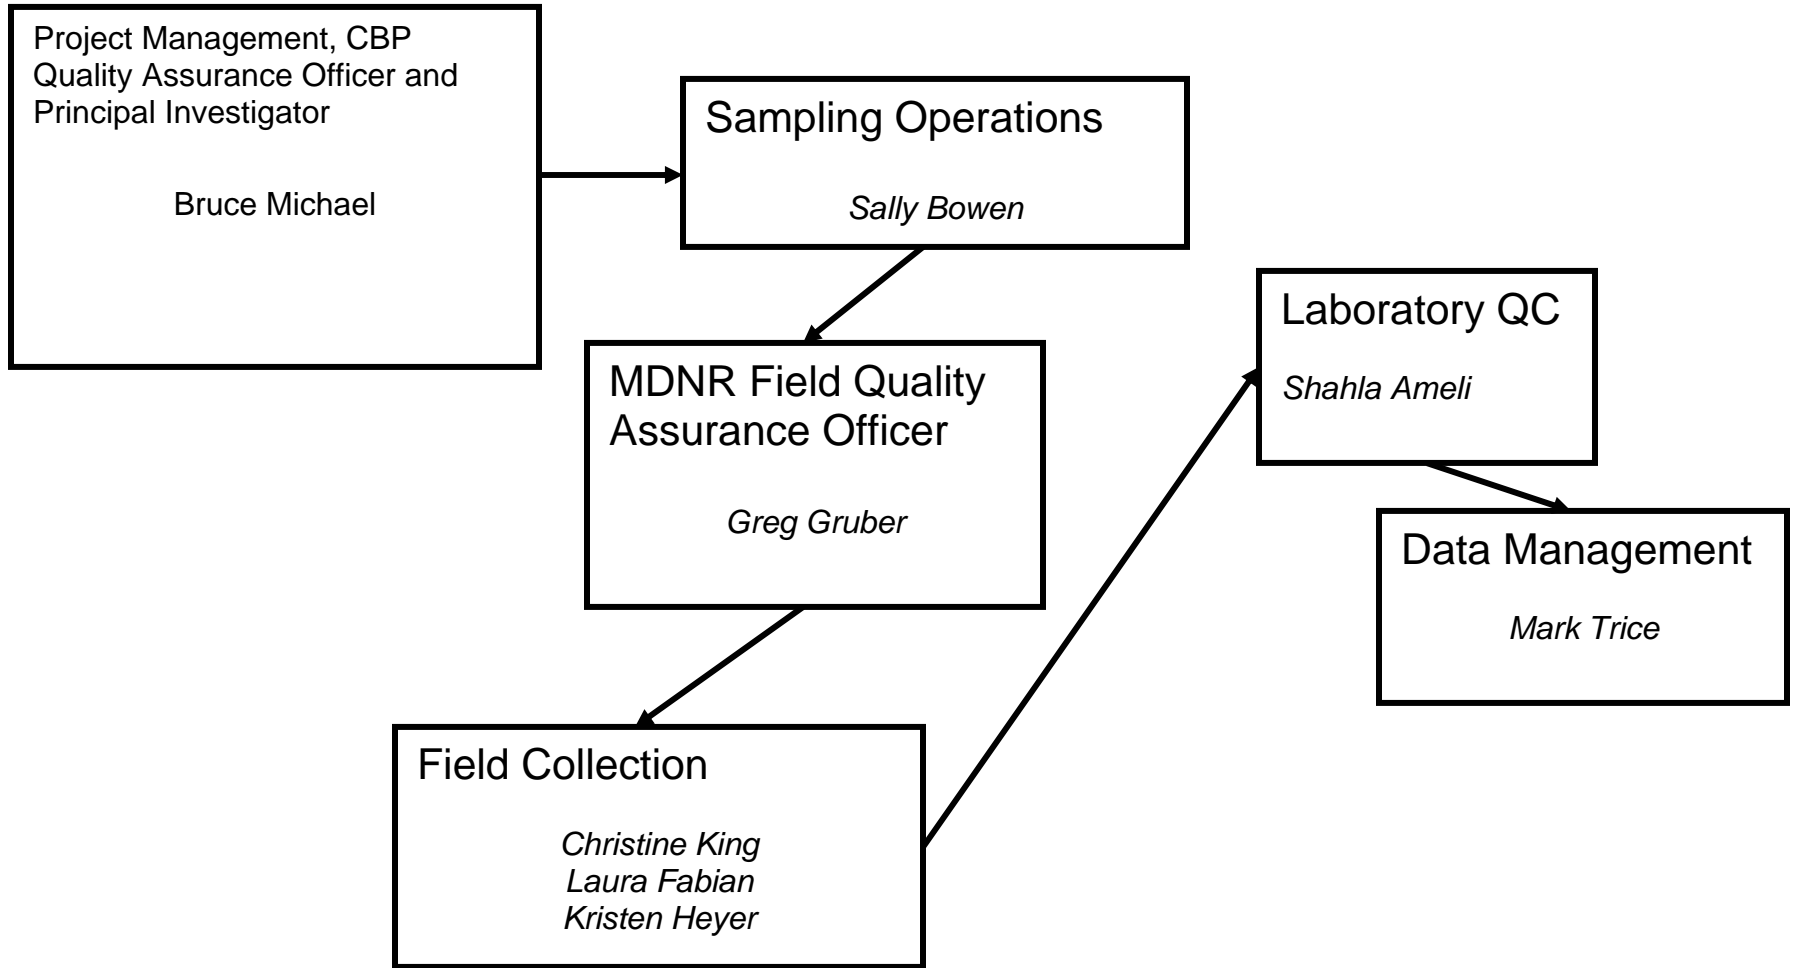 Project Management, CBP
Quality Assurance Officer and
Principal Investigator
Bruce Michael
Sampling Operations
Sally Bowen
MDNR Field Quality
Assurance Officer
Greg Gruber
Field Collection
Christine King
Laura Fabian
Kristen Heyer
Laboratory QC
Shahla Ameli
Data Management
Mark Trice